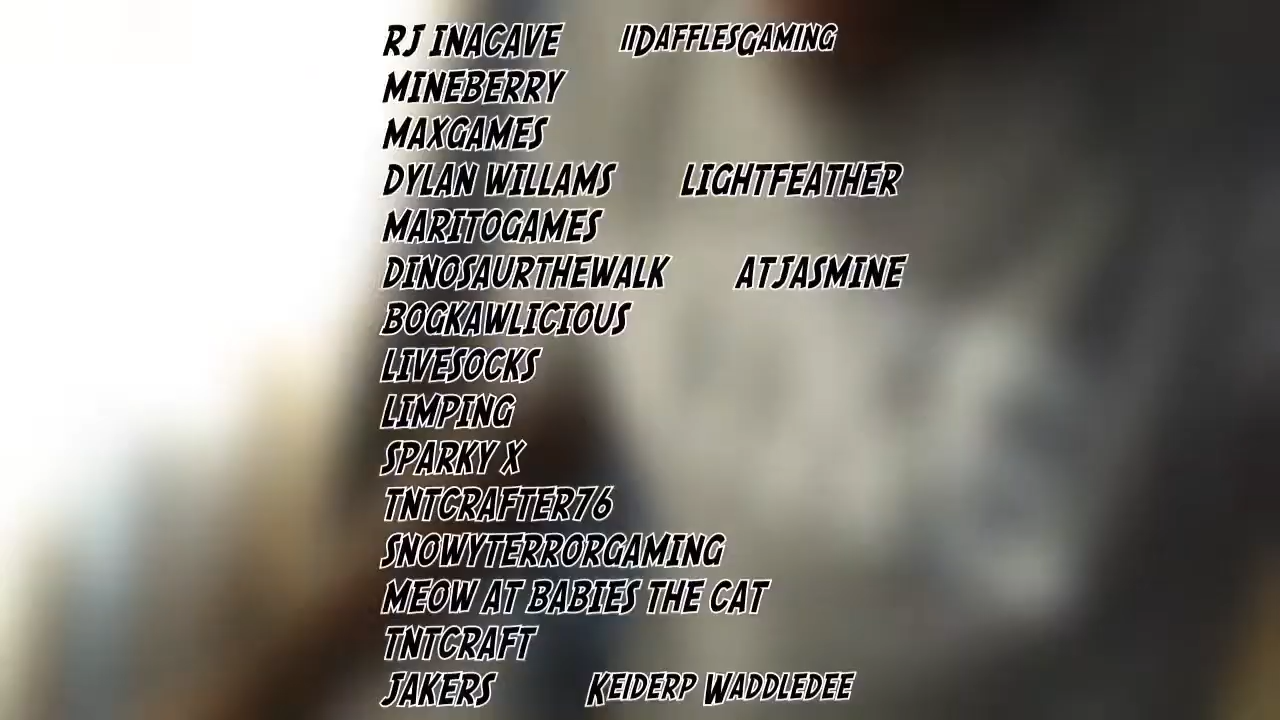 RJ INACAVE IIDAFFLESGAMING
MINEBERRY
MAXGAMES
DYLAN WILLAMS LIGHTFEATHER
MARITOGAMES
DINOSAURTHEWALK ATJASMINE
BOGKAWLICIOUS
LIVESOCKS
LIMPING
SPARKY X
TNTCRAFTER76
SNOWYTERRORGAMING
MEOW AT BABIES THE CAT
TNTCRAFT
JAKERS KEIDERP WADDLEDEE